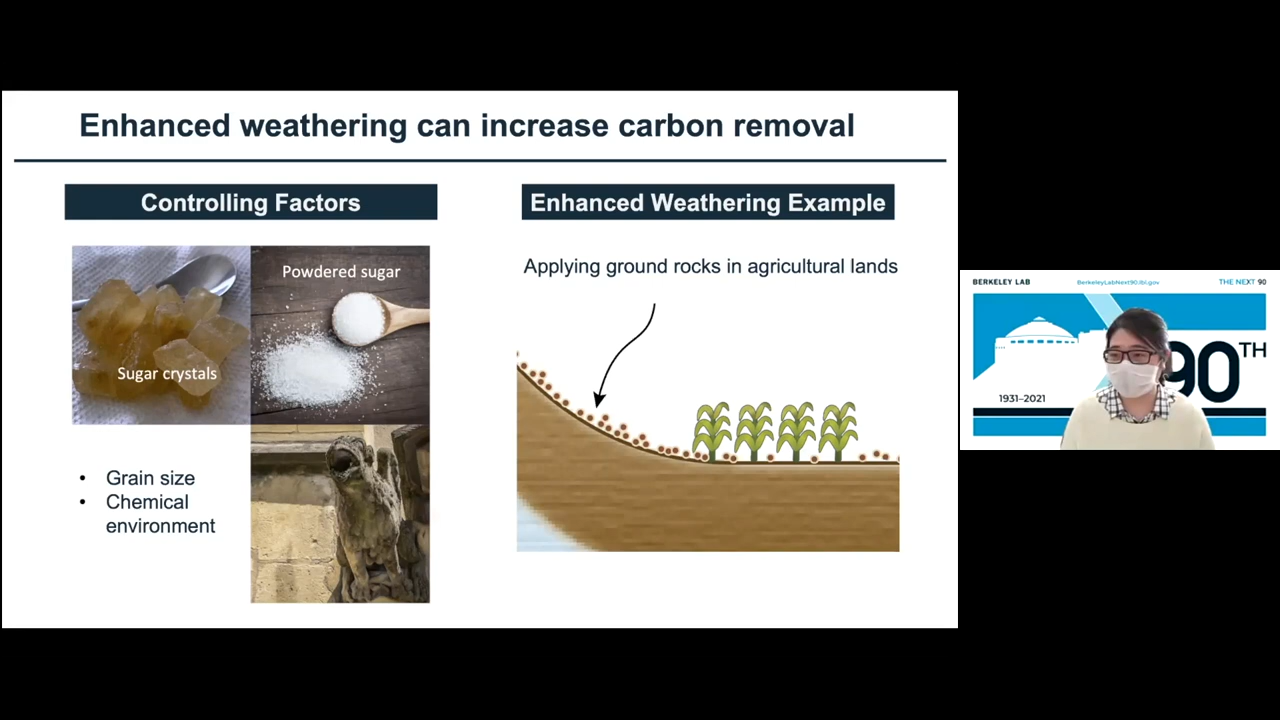 Enhanced weathering can increase carbon removal
Controlling Factors
Sugar crystals
Powdered sugar
• Grain size
• Chemical
environment
Enhanced Weathering Example
Applying ground rocks in agricultural lands
BERKELEY LAB
BerkeleyLabNext90.lbl.gov
THE NEXT 90
90TH
1931–2021